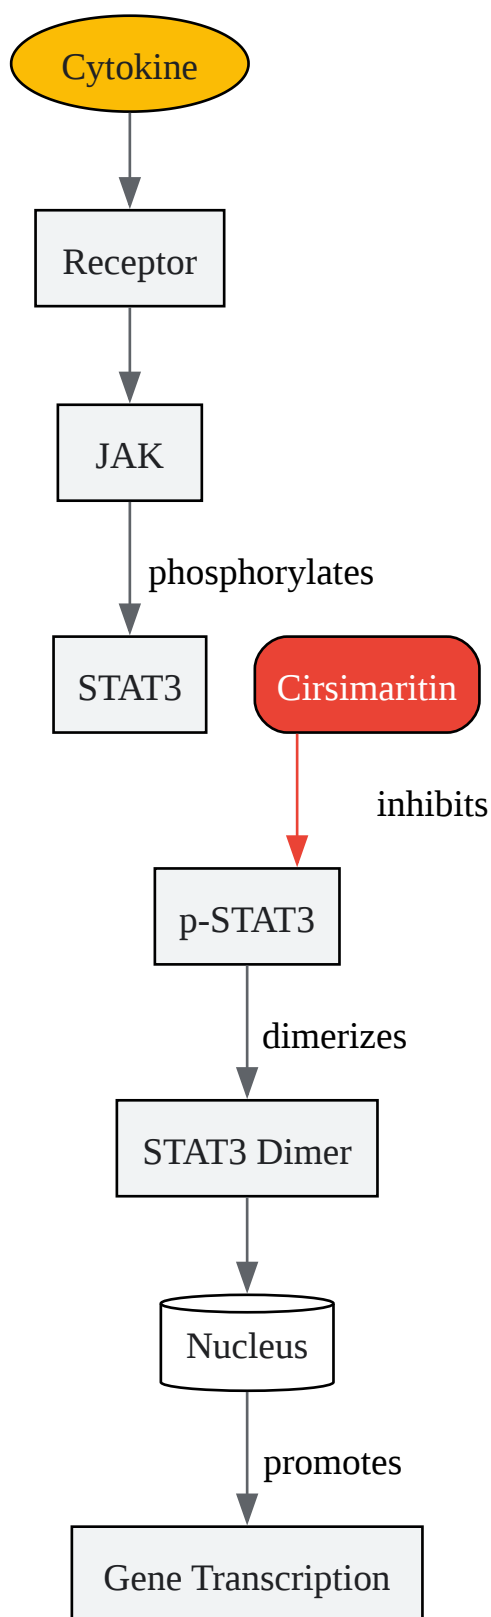 Cytokine
Receptor
JAK
phosphorylates
STAT3
Cirsimaritin
inhibits
p-STAT3
dimerizes
STAT3 Dimer
Nucleus
promotes
Gene Transcription